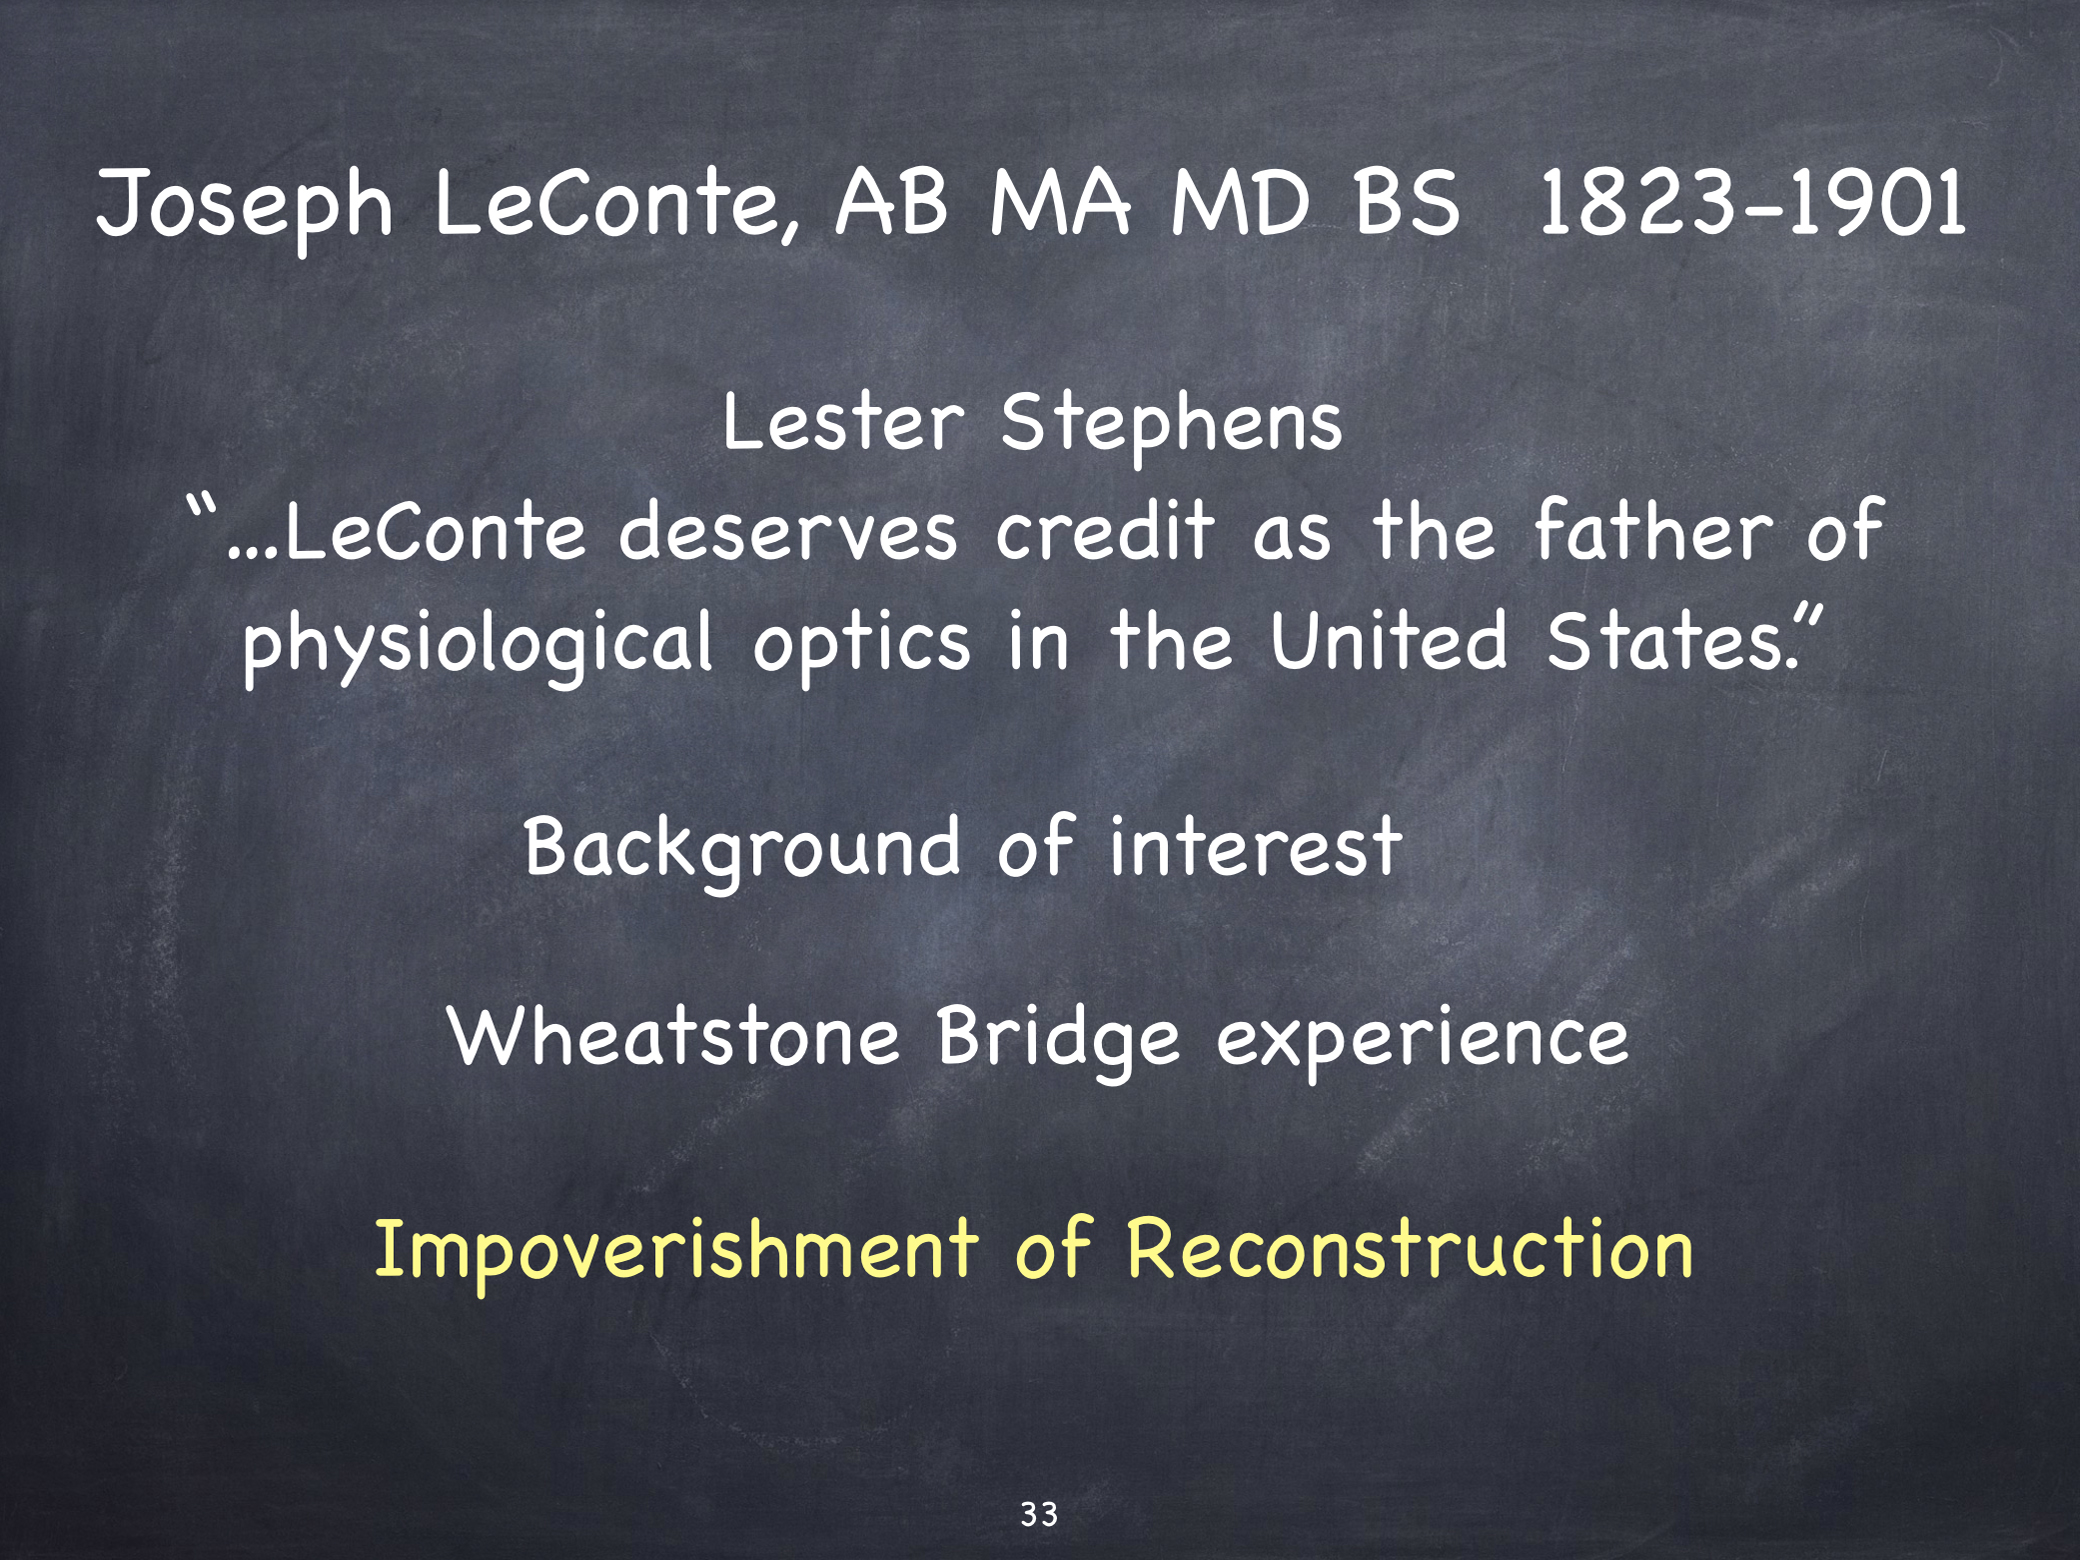 Joseph LeConte, AB MA MD BS 1823-1901
Lester Stephens
“...LeConte deserves credit as the father of
physiological optics in the United States.”
Background of interest
Wheatstone Bridge experience
Impoverishment of Reconstruction
33